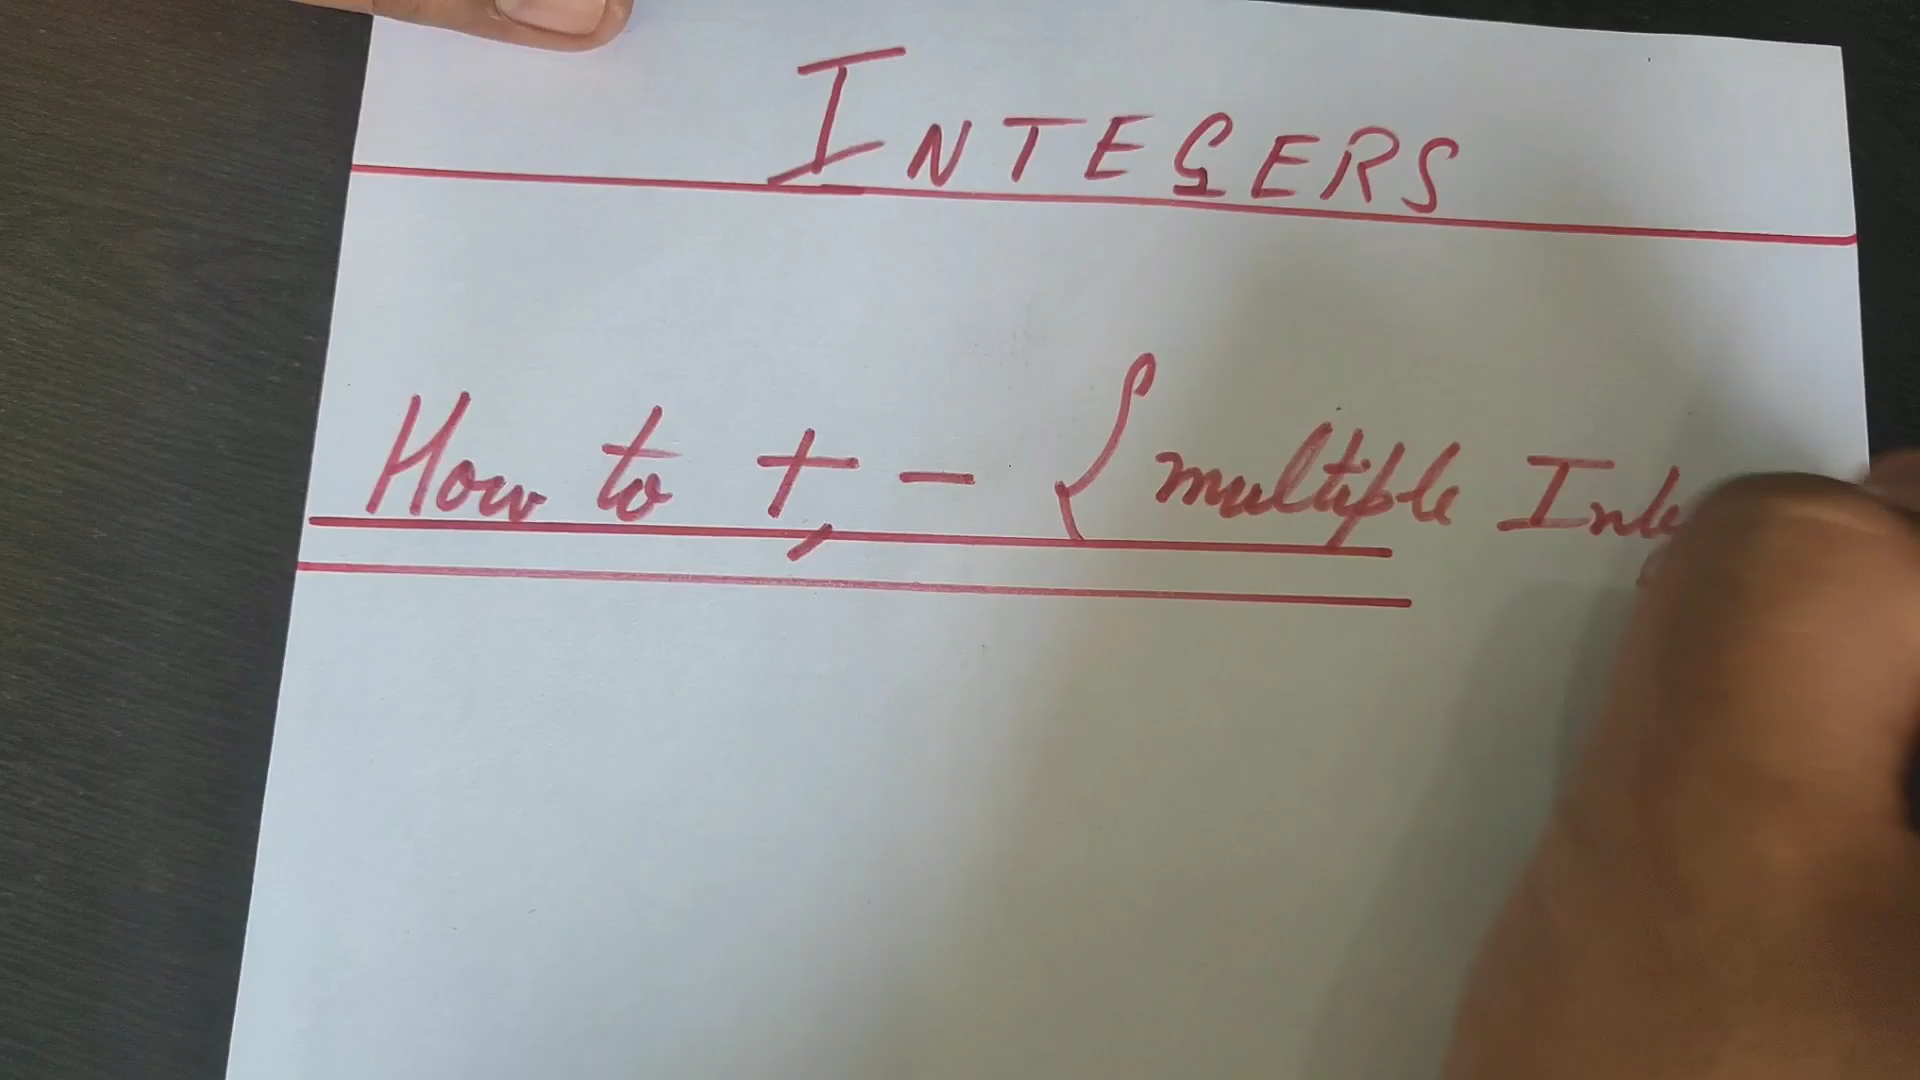 INTEGERS
How to +, - { multiple